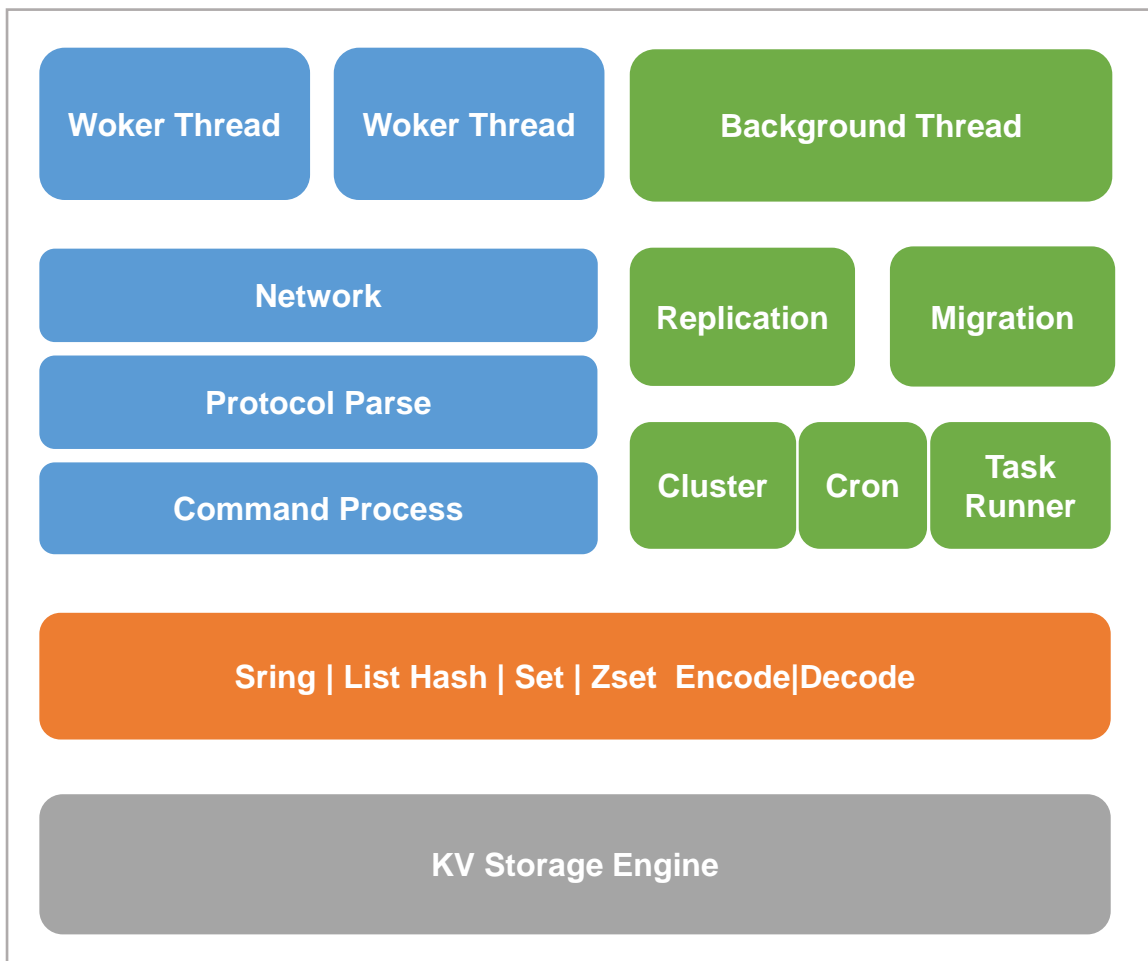 Woker Thread
Woker Thread
Background Thread
Network
Protocol Parse
Command Process
Replication
Migration
Cluster
Cron
Task
Runner
Sring | List Hash | Set | Zset  Encode|Decode
KV Storage Engine